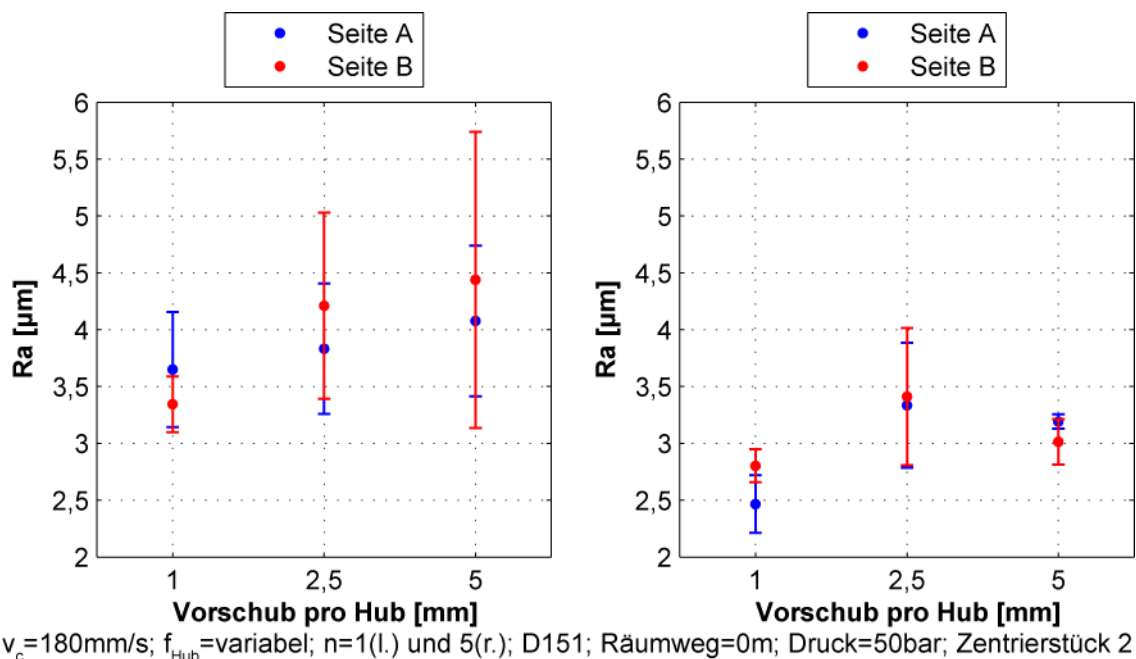 Seite A
Seite B
Seite A
Seite B
Ra [µm]
6
5,5
5
4,5
4
3,5
3
2,5
2
1
2,5
5
Vorschub pro Hub [mm]
Ra [µm]
6
5,5
5
4,5
4
3,5
3
2,5
2
1
2,5
5
Vorschub pro Hub [mm]
v_c=180mm/s; f_Hub=variabel; n=1(l.) und 5(r.); D151; Räumweg=0m; Druck=50bar; Zentrierstück 2